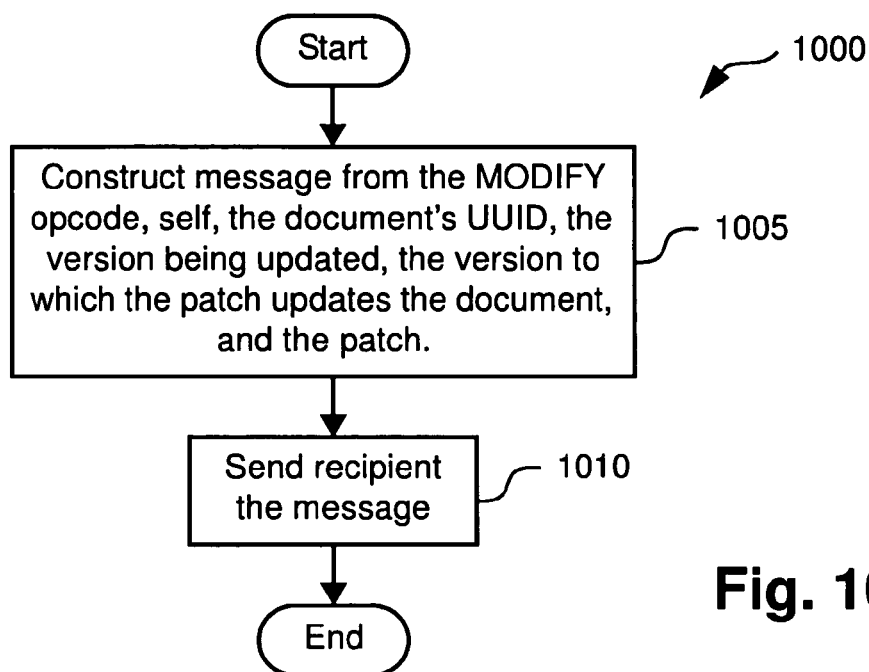 Start
1000
Construct message from the MODIFY
opcode, self, the document's UUID, the
version being updated, the version to
which the patch updates the document,
and the patch.
1005
Send recipient
the message
1010
End
Fig.